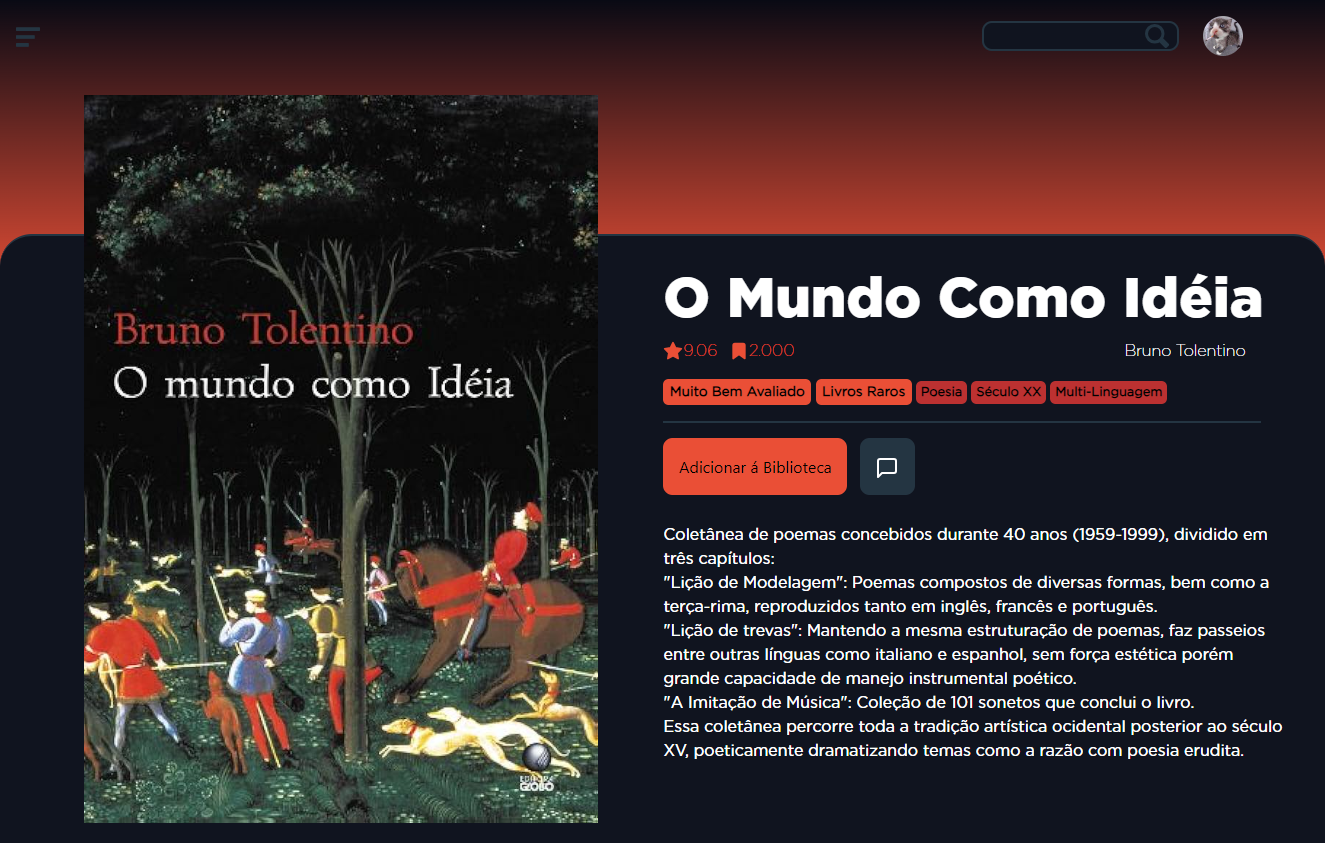 Bruno Tolentino
O mundo como Idéia
EDITORA
GLOBO
O Mundo Como Idéia
9.06 2.000 Bruno Tolentino
Muito Bem Avaliado Livros Raros Poesia Século XX Multi-Linguagem
Adicionar á Biblioteca
Coletânea de poemas concebidos durante 40 anos (1959-1999), dividido em
três capítulos:
"Lição de Modelagem": Poemas compostos de diversas formas, bem como a
terça-rima, reproduzidos tanto em inglês, francês e português.
"Lição de trevas": Mantendo a mesma estruturação de poemas, faz passeios
entre outras línguas como italiano e espanhol, sem força estética porém
grande capacidade de manejo instrumental poético.
"A Imitação de Música": Coleção de 101 sonetos que conclui o livro.
Essa coletânea percorre toda a tradição artística ocidental posterior ao século
XV, poeticamente dramatizando temas como a razão com poesia erudita.